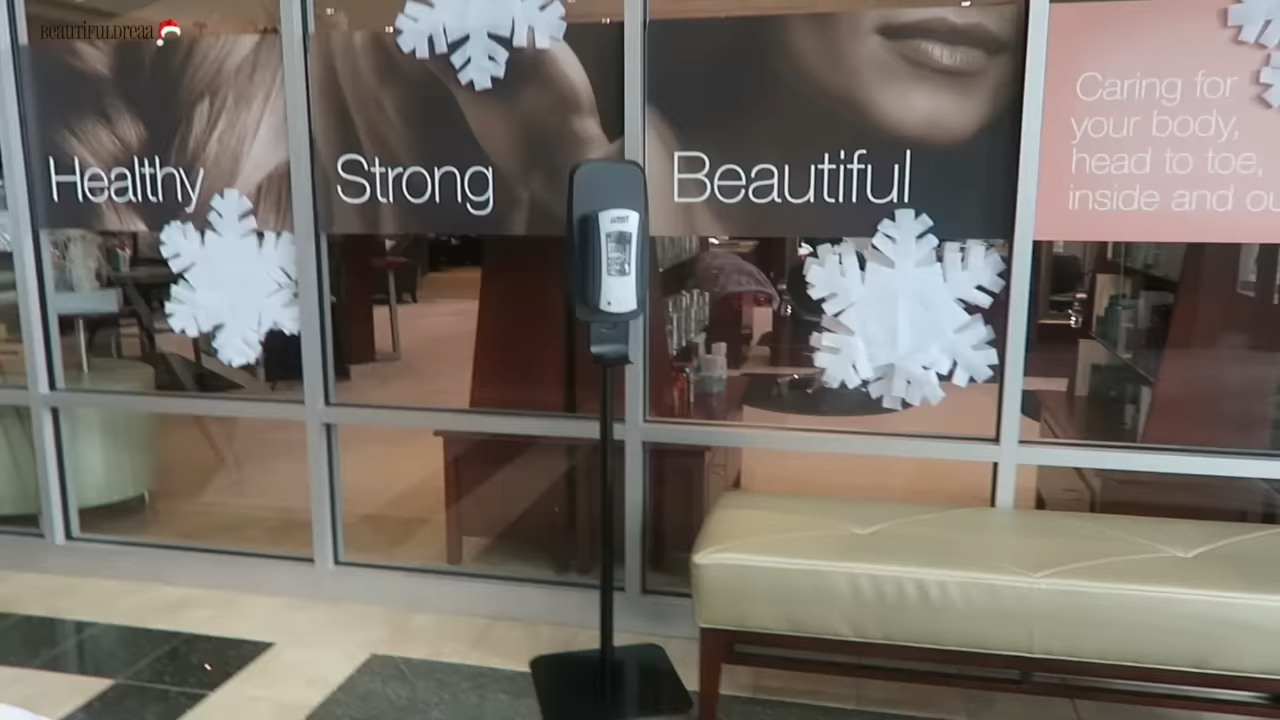 BEAUTIFULDREAA
Healthy
Strong
Beautiful
Caring for
your body,
head to toe,
inside and ou